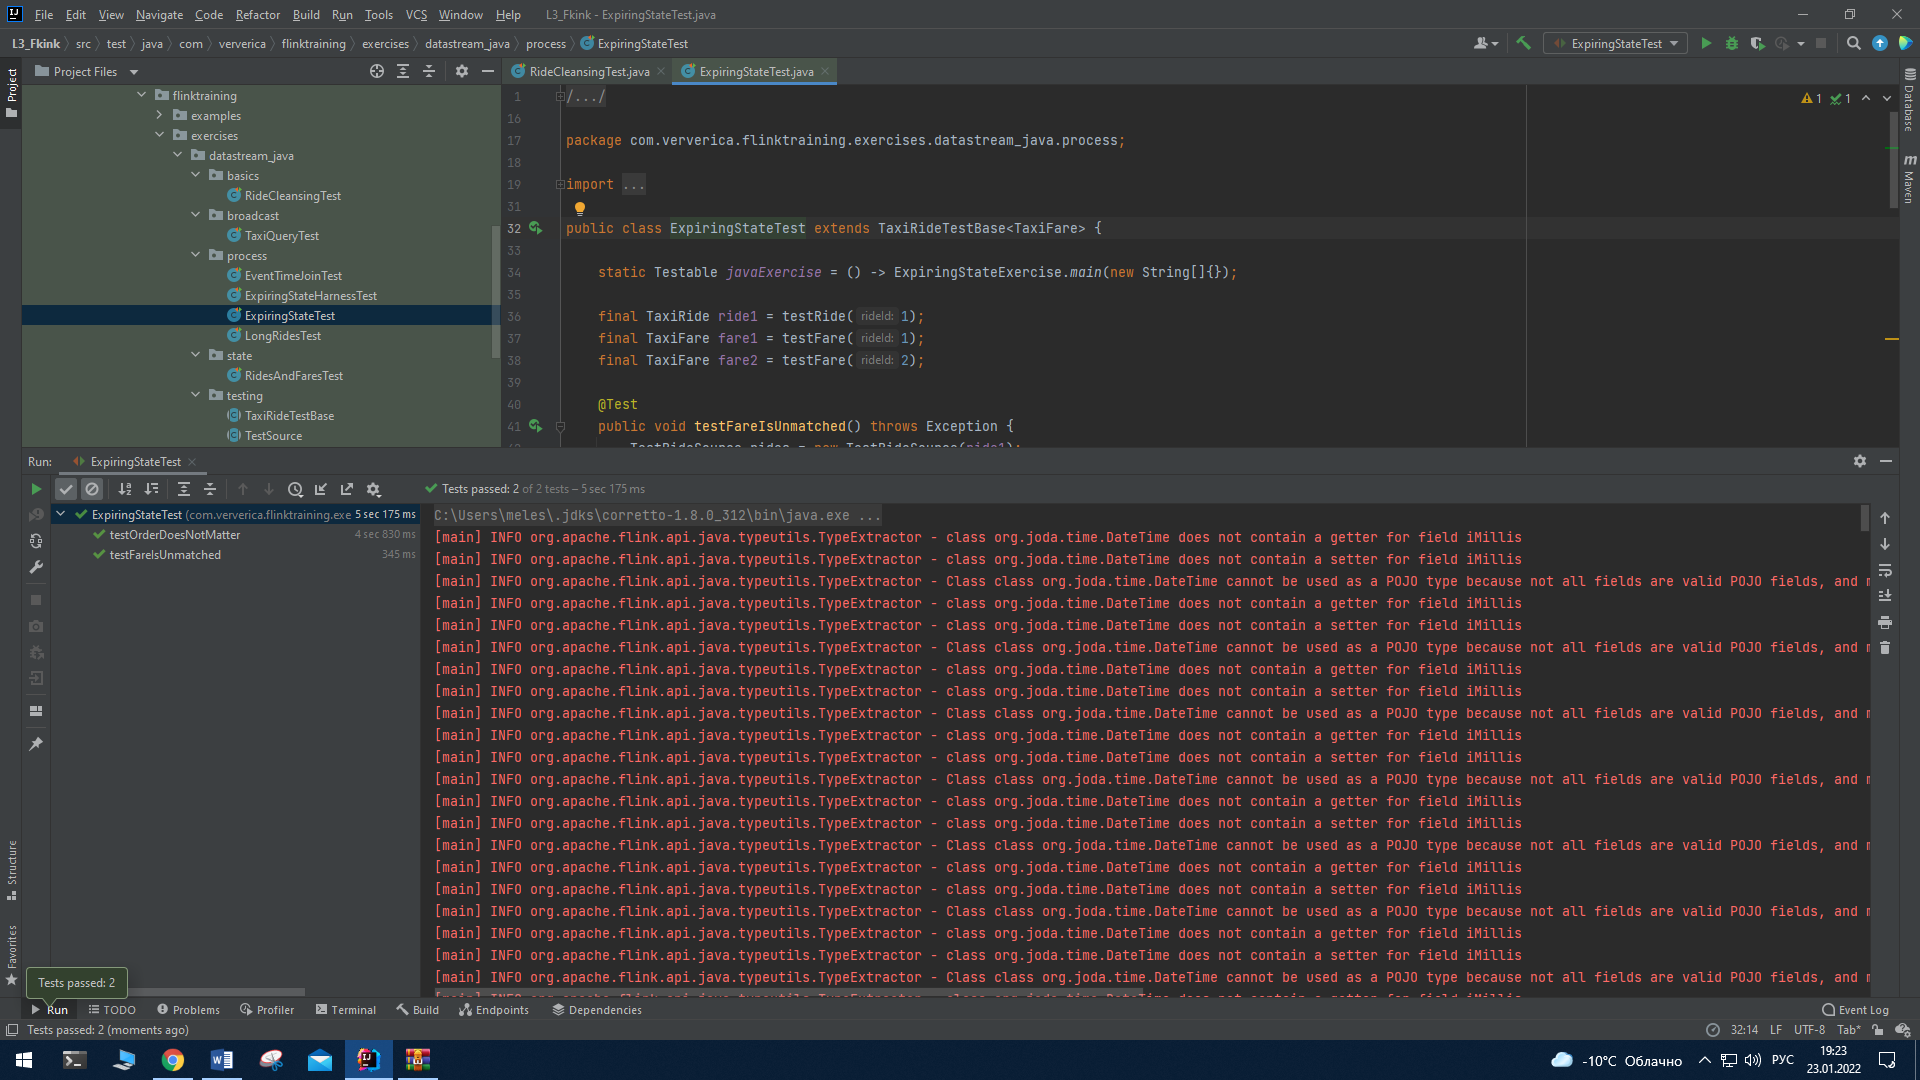 File Edit View Navigate Code Refactor Build Run Tools VCS Window Help L3_Fkink - ExpiringStateTest.java
L3_Fkink src test java com ververica flinktraining exercises datastream_java process ExpiringStateTest
ExpiringStateTest
Project
Project Files
flinktraining
examples
exercises
datastream_java
basics
RideCleansingTest
broadcast
TaxiQueryTest
process
EventTimeJoinTest
ExpiringStateHarnessTest
ExpiringStateTest
LongRidesTest
state
RidesAndFaresTest
testing
TaxiRideTestBase
TestSource
RideCleansingTest.java ExpiringStateTest.java
1 /.../
16
17 package com.ververica.flinktraining.exercises.datastream_java.process;
18
19 import ...
31
32 public class ExpiringStateTest extends TaxiRideTestBase<TaxiFare> {
33
34 static Testable javaExercise = () -> ExpiringStateExercise.main(new String[]{});
35
36 final TaxiRide ride1 = testRide( rideId: 1);
37 final TaxiFare fare1 = testFare( rideId: 1);
38 final TaxiFare fare2 = testFare( rideId: 2);
39
40 @Test
41 public void testFareIsUnmatched() throws Exception {
TestRideSource rides = new TestRideSource(ride1);
1 1
Database
Maven
Run: ExpiringStateTest
Tests passed: 2 of 2 tests – 5 sec 175 ms
ExpiringStateTest (com.ververica.flinktraining.exe 5 sec 175 ms
testOrderDoesNotMatter 4 sec 830 ms
testFareIsUnmatched 345 ms
C:\Users\meles\.jdks\corretto-1.8.0_312\bin\java.exe ...
[main] INFO org.apache.flink.api.java.typeutils.TypeExtractor - class org.joda.time.DateTime does not contain a getter for field iMillis
[main] INFO org.apache.flink.api.java.typeutils.TypeExtractor - class org.joda.time.DateTime does not contain a setter for field iMillis
[main] INFO org.apache.flink.api.java.typeutils.TypeExtractor - Class class org.joda.time.DateTime cannot be used as a POJO type because not all fields are valid POJO fields, and m
[main] INFO org.apache.flink.api.java.typeutils.TypeExtractor - class org.joda.time.DateTime does not contain a getter for field iMillis
[main] INFO org.apache.flink.api.java.typeutils.TypeExtractor - class org.joda.time.DateTime does not contain a setter for field iMillis
[main] INFO org.apache.flink.api.java.typeutils.TypeExtractor - Class class org.joda.time.DateTime cannot be used as a POJO type because not all fields are valid POJO fields, and m
[main] INFO org.apache.flink.api.java.typeutils.TypeExtractor - class org.joda.time.DateTime does not contain a getter for field iMillis
[main] INFO org.apache.flink.api.java.typeutils.TypeExtractor - class org.joda.time.DateTime does not contain a setter for field iMillis
[main] INFO org.apache.flink.api.java.typeutils.TypeExtractor - Class class org.joda.time.DateTime cannot be used as a POJO type because not all fields are valid POJO fields, and m
[main] INFO org.apache.flink.api.java.typeutils.TypeExtractor - class org.joda.time.DateTime does not contain a getter for field iMillis
[main] INFO org.apache.flink.api.java.typeutils.TypeExtractor - class org.joda.time.DateTime does not contain a setter for field iMillis
[main] INFO org.apache.flink.api.java.typeutils.TypeExtractor - Class class org.joda.time.DateTime cannot be used as a POJO type because not all fields are valid POJO fields, and m
[main] INFO org.apache.flink.api.java.typeutils.TypeExtractor - class org.joda.time.DateTime does not contain a getter for field iMillis
[main] INFO org.apache.flink.api.java.typeutils.TypeExtractor - class org.joda.time.DateTime does not contain a setter for field iMillis
[main] INFO org.apache.flink.api.java.typeutils.TypeExtractor - Class class org.joda.time.DateTime cannot be used as a POJO type because not all fields are valid POJO fields, and m
[main] INFO org.apache.flink.api.java.typeutils.TypeExtractor - class org.joda.time.DateTime does not contain a getter for field iMillis
[main] INFO org.apache.flink.api.java.typeutils.TypeExtractor - class org.joda.time.DateTime does not contain a setter for field iMillis
[main] INFO org.apache.flink.api.java.typeutils.TypeExtractor - Class class org.joda.time.DateTime cannot be used as a POJO type because not all fields are valid POJO fields, and m
[main] INFO org.apache.flink.api.java.typeutils.TypeExtractor - class org.joda.time.DateTime does not contain a getter for field iMillis
[main] INFO org.apache.flink.api.java.typeutils.TypeExtractor - class org.joda.time.DateTime does not contain a setter for field iMillis
[main] INFO org.apache.flink.api.java.typeutils.TypeExtractor - Class class org.joda.time.DateTime cannot be used as a POJO type because not all fields are valid POJO fields, and m
Structure
Favorites
Tests passed: 2
Run TODO Problems Profiler Terminal Build Endpoints Dependencies Event Log
Tests passed: 2 (moments ago) 32:14 LF UTF-8 Tab*
-10°C Облачно РУС 19:23
23.01.2022